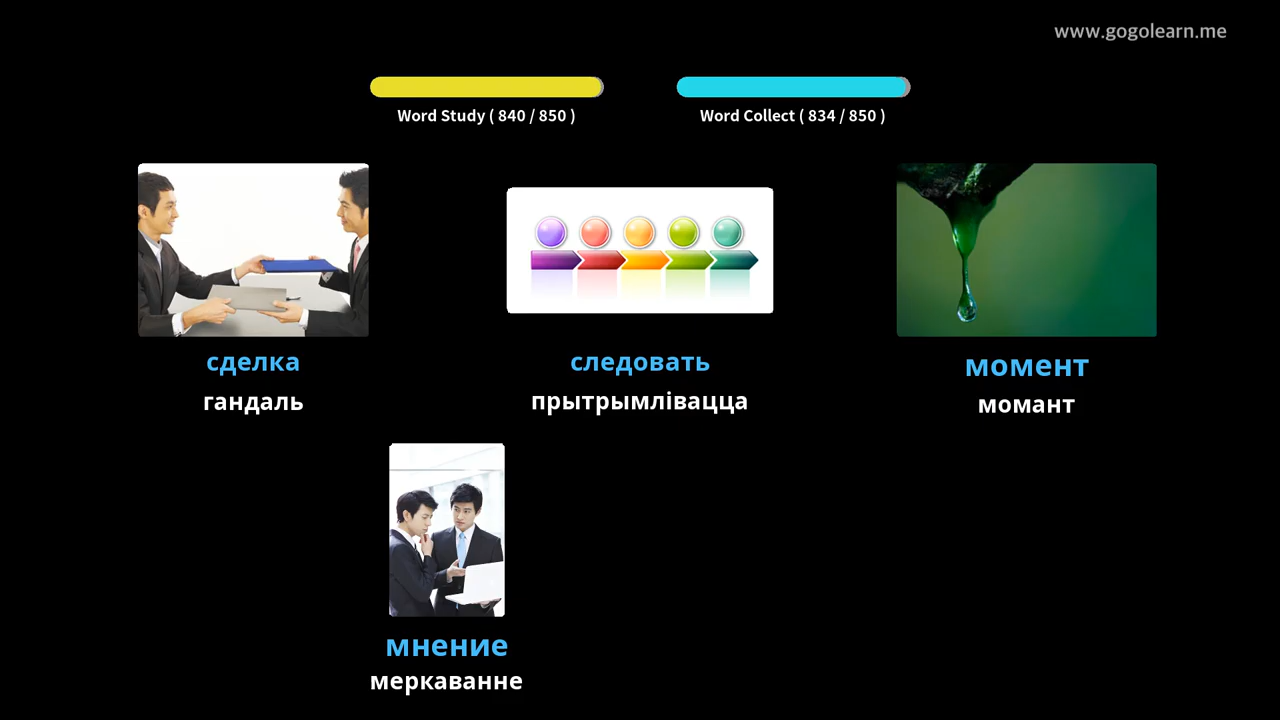 www.gogolearn.me
Word Study ( 840 / 850 )
Word Collect ( 834 / 850 )
сделка
гандаль
следовать
прытрымлівацца
момент
момант
мнение
меркаванне